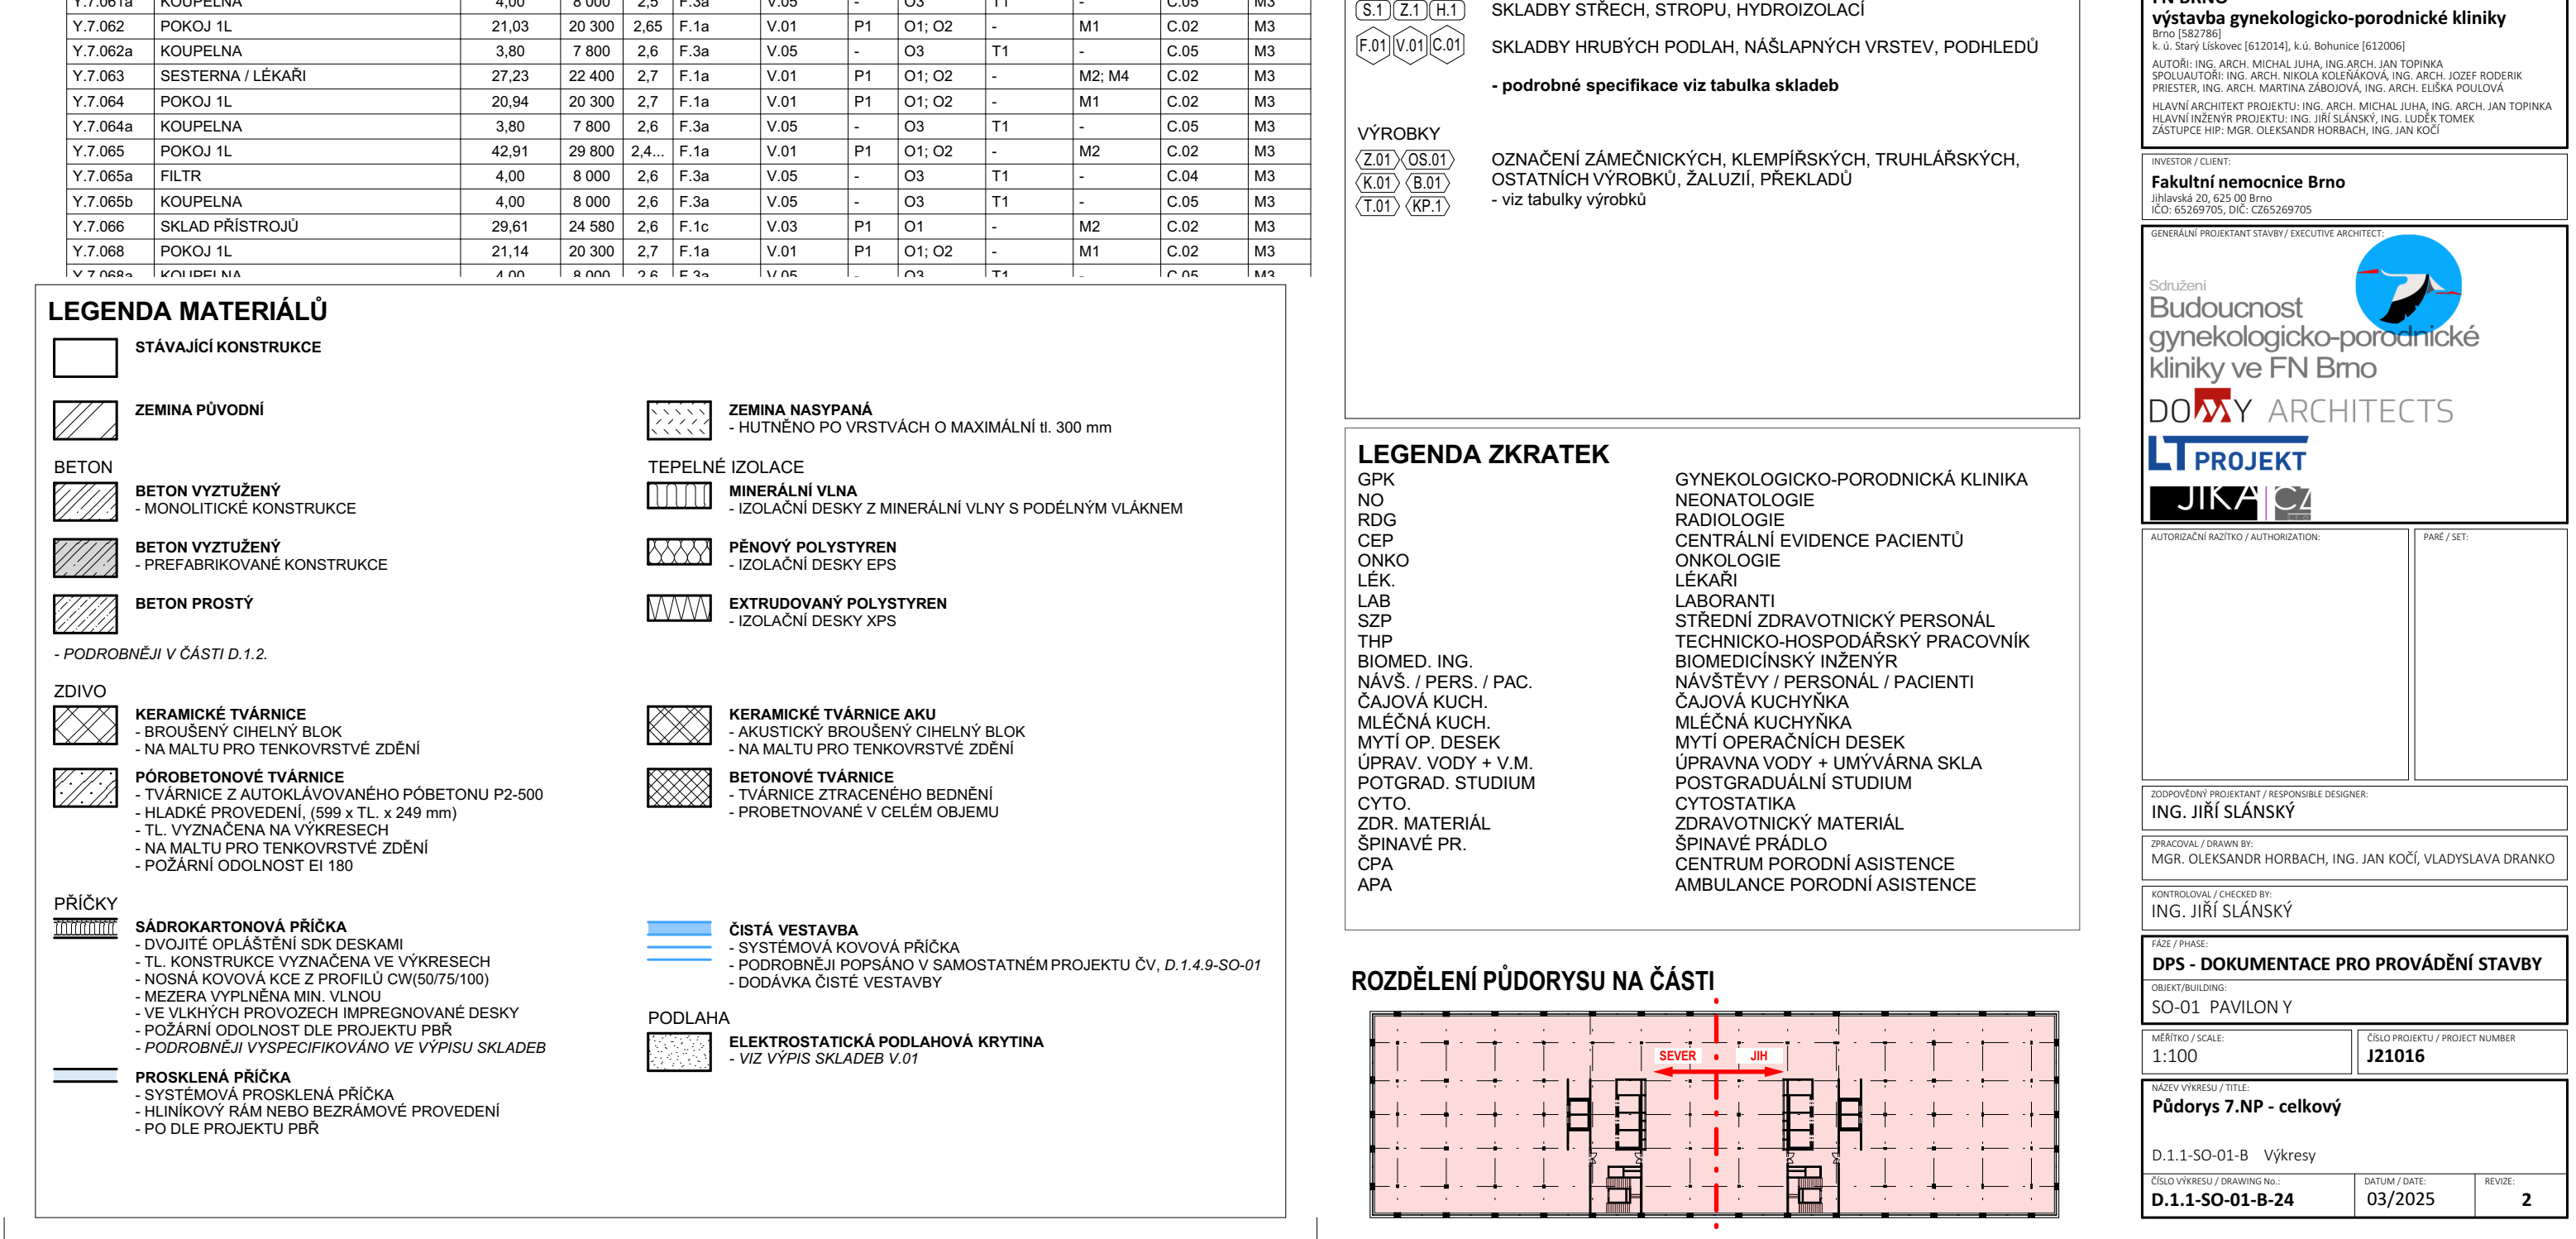 Y.7.061a KOUPELNA 4,00 8 000 2,5 F.3a V.05 - O3 T1 - C.05 M3
Y.7.062 POKOJ 1L 21,03 20 300 2,65 F.1a V.01 P1 O1; O2 - M1 C.02 M3
Y.7.062a KOUPELNA 3,80 7 800 2,6 F.3a V.05 - O3 T1 - C.05 M3
Y.7.063 SESTERNA / LÉKAŘI 27,23 22 400 2,7 F.1a V.01 P1 O1; O2 - M2; M4 C.02 M3
Y.7.064 POKOJ 1L 20,94 20 300 2,7 F.1a V.01 P1 O1; O2 - M1 C.02 M3
Y.7.064a KOUPELNA 3,80 7 800 2,6 F.3a V.05 - O3 T1 - C.05 M3
Y.7.065 POKOJ 1L 42,91 29 800 2,4... F.1a V.01 P1 O1; O2 - M2 C.02 M3
Y.7.065a FILTR 4,00 8 000 2,6 F.3a V.05 - O3 T1 - C.04 M3
Y.7.065b KOUPELNA 4,00 8 000 2,6 F.3a V.05 - O3 T1 - C.05 M3
Y.7.066 SKLAD PŘÍSTROJŮ 29,61 24 580 2,6 F.1c V.03 P1 O1 - M2 C.02 M3
Y.7.068 POKOJ 1L 21,14 20 300 2,7 F.1a V.01 P1 O1; O2 - M1 C.02 M3
Y.7.068a KOUPELNA 4,00 8 000 2,6 F.3a V.05 - O3 T1 - C.05 M3
LEGENDA MATERIÁLŮ
STÁVAJÍCÍ KONSTRUKCE
ZEMINA PŮVODNÍ
BETON
BETON VYZTUŽENÝ
- MONOLITICKÉ KONSTRUKCE
BETON VYZTUŽENÝ
- PREFABRIKOVANÉ KONSTRUKCE
BETON PROSTÝ
- PODROBNĚJI V ČÁSTI D.1.2.
ZDIVO
KERAMICKÉ TVÁRNICE
- BROUŠENÝ CIHELNÝ BLOK
- NA MALTU PRO TENKOVRSTVÉ ZDĚNÍ
PÓROBETONOVÉ TVÁRNICE
- TVÁRNICE Z AUTOKLÁVOVANÉHO PÓBETONU P2-500
- HLADKÉ PROVEDENÍ, (599 x TL. x 249 mm)
- TL. VYZNAČENA NA VÝKRESECH
- NA MALTU PRO TENKOVRSTVÉ ZDĚNÍ
- POŽÁRNÍ ODOLNOST EI 180
PŘÍČKY
SÁDROKARTONOVÁ PŘÍČKA
- DVOJITÉ OPLÁŠTĚNÍ SDK DESKAMI
- TL. KONSTRUKCE VYZNAČENA VE VÝKRESECH
- NOSNÁ KOVOVÁ KCE Z PROFILŮ CW(50/75/100)
- MEZERA VYPLNĚNA MIN. VLNOU
- VE VLKHÝCH PROVOZECH IMPREGNOVANÉ DESKY
- POŽÁRNÍ ODOLNOST DLE PROJEKTU PBŘ
- PODROBNĚJI VYSPECIFIKOVÁNO VE VÝPISU SKLADEB
PROSKLENÁ PŘÍČKA
- SYSTÉMOVÁ PROSKLENÁ PŘÍČKA
- HLINÍKOVÝ RÁM NEBO BEZRÁMOVÉ PROVEDENÍ
- PO DLE PROJEKTU PBŘ
ZEMINA NASYPANÁ
- HUTNĚNO PO VRSTVÁCH O MAXIMÁLNÍ tl. 300 mm
TEPELNÉ IZOLACE
MINERÁLNÍ VLNA
- IZOLAČNÍ DESKY Z MINERÁLNÍ VLNY S PODÉLNÝM VLÁKNEM
PĚNOVÝ POLYSTYREN
- IZOLAČNÍ DESKY EPS
EXTRUDOVANÝ POLYSTYREN
- IZOLAČNÍ DESKY XPS
KERAMICKÉ TVÁRNICE AKU
- AKUSTICKÝ BROUŠENÝ CIHELNÝ BLOK
- NA MALTU PRO TENKOVRSTVÉ ZDĚNÍ
BETONOVÉ TVÁRNICE
- TVÁRNICE ZTRACENÉHO BEDNĚNÍ
- PROBETNOVANÉ V CELÉM OBJEMU
ČISTÁ VESTAVBA
- SYSTÉMOVÁ KOVOVÁ PŘÍČKA
- PODROBNĚJI POPSÁNO V SAMOSTATNÉM PROJEKTU ČV, D.1.4.9-SO-01
- DODÁVKA ČISTÉ VESTAVBY
PODLAHA
ELEKTROSTATICKÁ PODLAHOVÁ KRYTINA
- VIZ VÝPIS SKLADEB V.01
S.1 Z.1 H.1 SKLADBY STŘECH, STROPU, HYDROIZOLACÍ
F.01 V.01 C.01 SKLADBY HRUBÝCH PODLAH, NÁŠLAPNÝCH VRSTEV, PODHLEDŮ
- podrobné specifikace viz tabulka skladeb
VÝROBKY
Z.01 OS.01 OZNAČENÍ ZÁMEČNICKÝCH, KLEMPÍŘSKÝCH, TRUHLÁŘSKÝCH,
K.01 B.01 OSTATNÍCH VÝROBKŮ, ŽALUZIÍ, PŘEKLADŮ
T.01 KP.1 - viz tabulky výrobků
LEGENDA ZKRATEK
GPK GYNEKOLOGICKO-PORODNICKÁ KLINIKA
NO NEONATOLOGIE
RDG RADIOLOGIE
CEP CENTRÁLNÍ EVIDENCE PACIENTŮ
ONKO ONKOLOGIE
LÉK. LÉKAŘI
LAB LABORANTI
SZP STŘEDNÍ ZDRAVOTNICKÝ PERSONÁL
THP TECHNICKO-HOSPODÁŘSKÝ PRACOVNÍK
BIOMED. ING. BIOMEDICÍNSKÝ INŽENÝR
NÁVŠ. / PERS. / PAC. NÁVŠTĚVY / PERSONÁL / PACIENTI
ČAJOVÁ KUCH. ČAJOVÁ KUCHYŇKA
MLÉČNÁ KUCH. MLÉČNÁ KUCHYŇKA
MYTÍ OP. DESEK MYTÍ OPERAČNÍCH DESEK
ÚPRAV. VODY + V.M. ÚPRAVNA VODY + UMÝVÁRNA SKLA
POTGRAD. STUDIUM POSTGRADUÁLNÍ STUDIUM
CYTO. CYTOSTATIKA
ZDR. MATERIÁL ZDRAVOTNICKÝ MATERIÁL
ŠPINAVÉ PR. ŠPINAVÉ PRÁDLO
CPA CENTRUM PORODNÍ ASISTENCE
APA AMBULANCE PORODNÍ ASISTENCE
ROZDĚLENÍ PŮDORYSU NA ČÁSTI
SEVER JIH
FN BRNO
výstavba gynekologicko-porodnické kliniky
Brno [582786]
k. ú. Starý Lískovec [612014], k.ú. Bohunice [612006]
AUTOŘI: ING. ARCH. MICHAL JUHA, ING.ARCH. JAN TOPINKA
SPOLUAUTOŘI: ING. ARCH. NIKOLA KOLEŇÁKOVÁ, ING. ARCH. JOZEF RODERIK
PRIESTER, ING. ARCH. MARTINA ZÁBOJOVÁ, ING. ARCH. ELIŠKA POULOVÁ
HLAVNÍ ARCHITEKT PROJEKTU: ING. ARCH. MICHAL JUHA, ING. ARCH. JAN TOPINKA
HLAVNÍ INŽENÝR PROJEKTU: ING. JIŘÍ SLÁNSKÝ, ING. LUDĚK TOMEK
ZÁSTUPCE HIP: MGR. OLEKSANDR HORBACH, ING. JAN KOČÍ
INVESTOR / CLIENT:
Fakultní nemocnice Brno
Jihlavská 20, 625 00 Brno
IČO: 65269705, DIČ: CZ65269705
GENERÁLNÍ PROJEKTANT STAVBY / EXECUTIVE ARCHITECT:
Sdružení
Budoucnost
gynekologicko-porodnické
kliniky ve FN Brno
DOMY ARCHITECTS
LT PROJEKT
JIKA CZ
AUTORIZAČNÍ RAZÍTKO / AUTHORIZATION: PARÉ / SET:
ZODPOVĚDNÝ PROJEKTANT / RESPONSIBLE DESIGNER:
ING. JIŘÍ SLÁNSKÝ
ZPRACOVAL / DRAWN BY:
MGR. OLEKSANDR HORBACH, ING. JAN KOČÍ, VLADYSLAVA DRANKO
KONTROLOVAL / CHECKED BY:
ING. JIŘÍ SLÁNSKÝ
FÁZE / PHASE:
DPS - DOKUMENTACE PRO PROVÁDĚNÍ STAVBY
OBJEKT/BUILDING:
SO-01 PAVILON Y
MĚŘÍTKO / SCALE: ČÍSLO PROJEKTU / PROJECT NUMBER
1:100 J21016
NÁZEV VÝKRESU / TITLE:
Půdorys 7.NP - celkový
D.1.1-SO-01-B Výkresy
ČÍSLO VÝKRESU / DRAWING No.: DATUM / DATE: REVIZE:
D.1.1-SO-01-B-24 03/2025 2